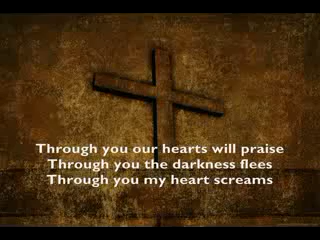 Through you our hearts will praise
Through you the darkness flees
Through you my heart screams